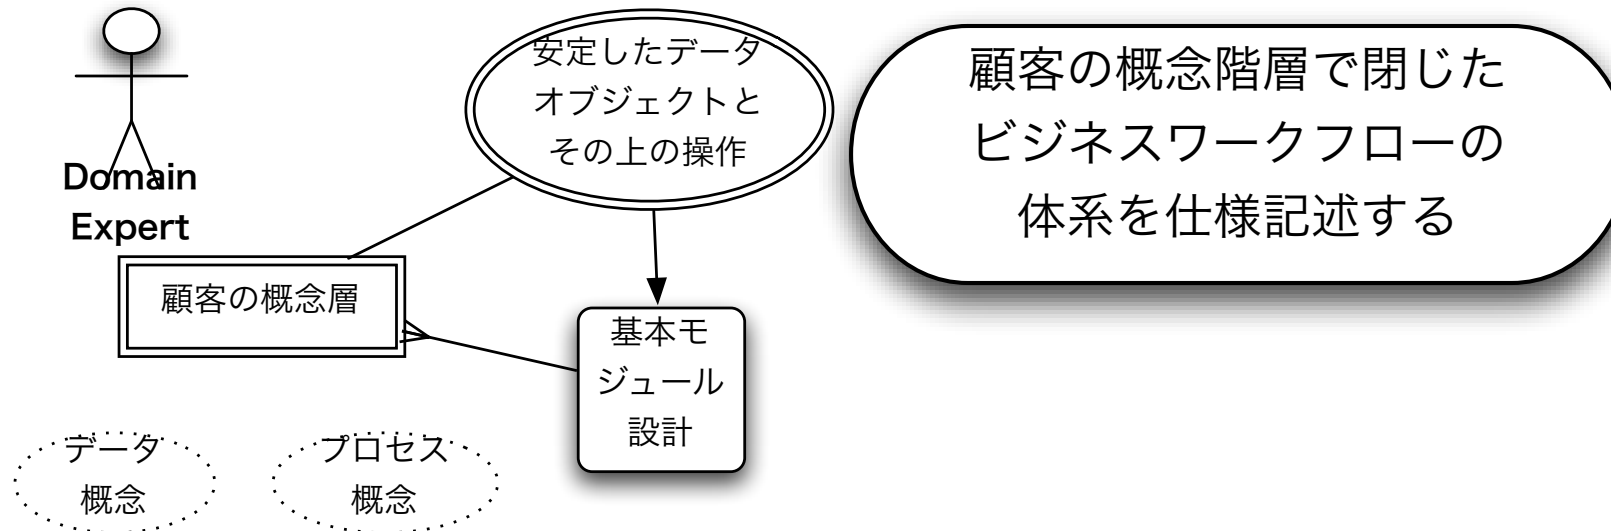 安定したデータ
オブジェクトと
その上の操作
顧客の概念階層で閉じた
ビジネスワークフローの
体系を仕様記述する
Domain
Expert
顧客の概念層
基本モ
ジュール
設計
データ
概念
プロセス
概念